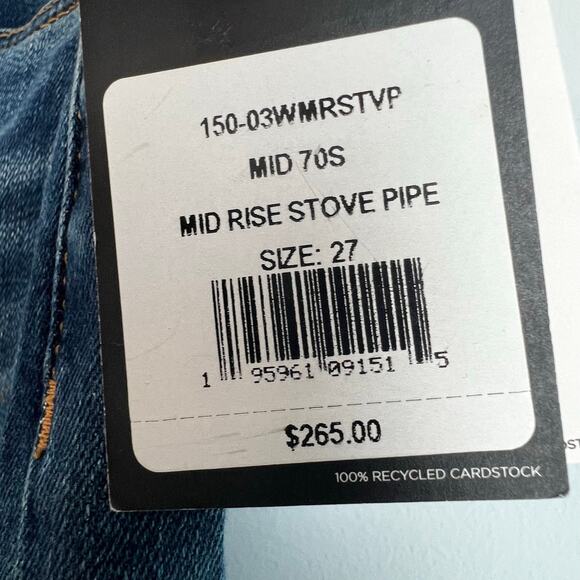 150-03WMRSTVP
MID 70S
MID RISE STOVE PIPE
SIZE: 27
1 95961 09151 5
$265.00
100% RECYCLED CARDSTOCK